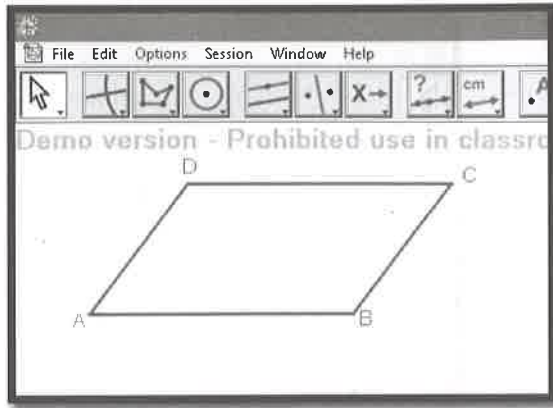 File Edit Options Session Window Help
? cm A
X
Demo version - Prohibited use in classro
D
C
A
B